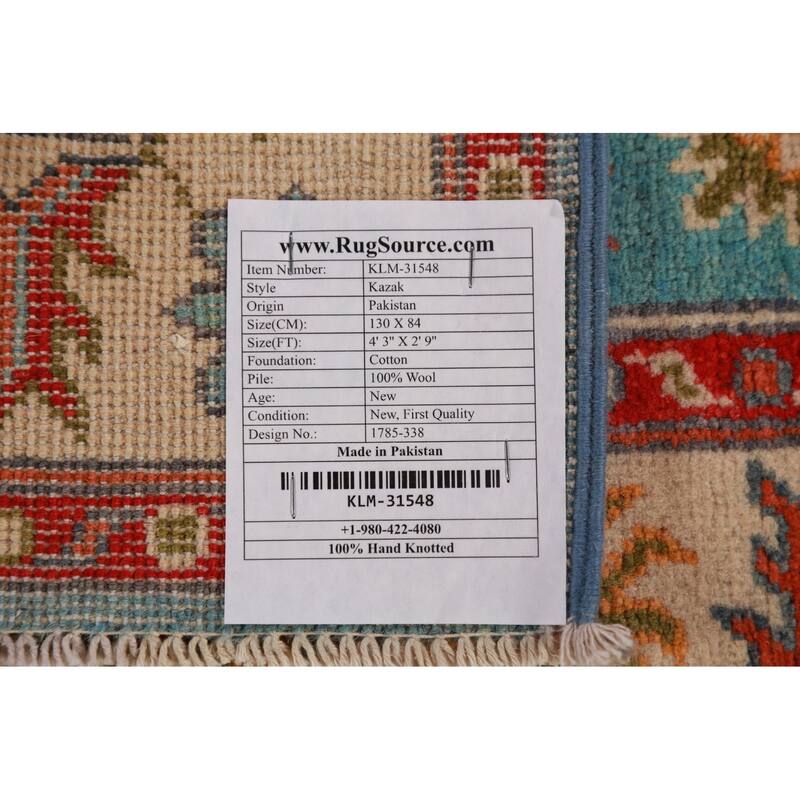 www.RugSource.com
Item Number: KLM-31548
Style Kazak
Origin Pakistan
Size(CM): 130 X 84
Size(FT): 4' 3" X 2' 9"
Foundation: Cotton
Pile: 100% Wool
Age: New
Condition: New, First Quality
Design No.: 1785-338
Made in Pakistan
KLM-31548
+1-980-422-4080
100% Hand Knotted